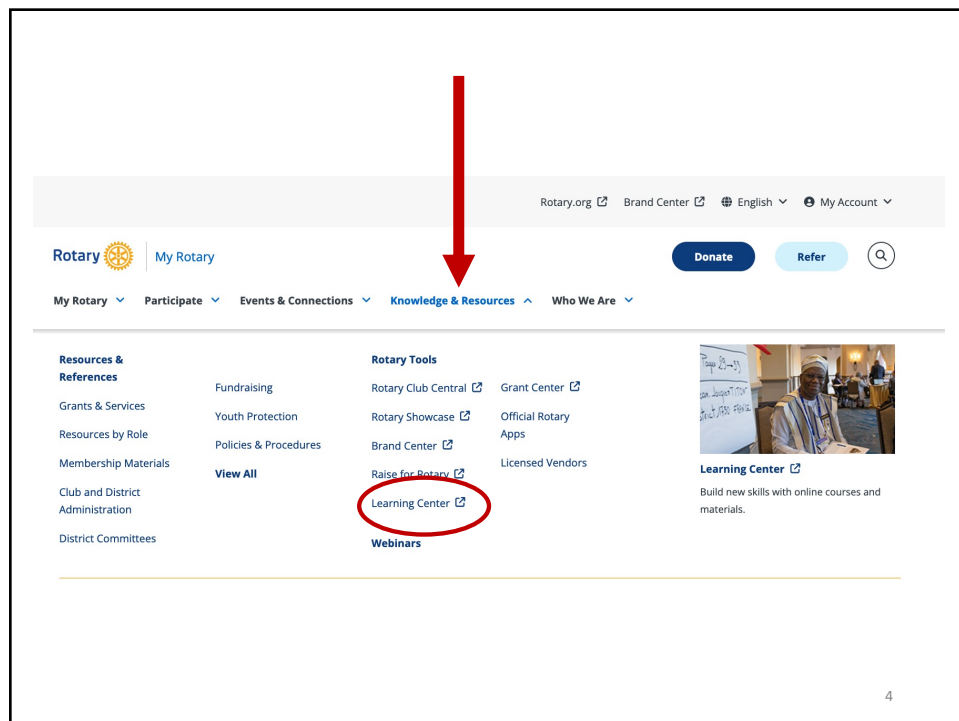 Rotary.org Brand Center English My Account
Rotary My Rotary Donate Refer
My Rotary Participate Events & Connections Knowledge & Resources Who We Are
Resources &
References
Grants & Services
Resources by Role
Membership Materials
Club and District
Administration
District Committees
Fundraising
Youth Protection
Policies & Procedures
View All
Rotary Tools
Rotary Club Central
Rotary Showcase
Brand Center
Raise for Rotary
Learning Center
Webinars
Grant Center
Official Rotary
Apps
Licensed Vendors
Learning Center
Build new skills with online courses and
materials.
4